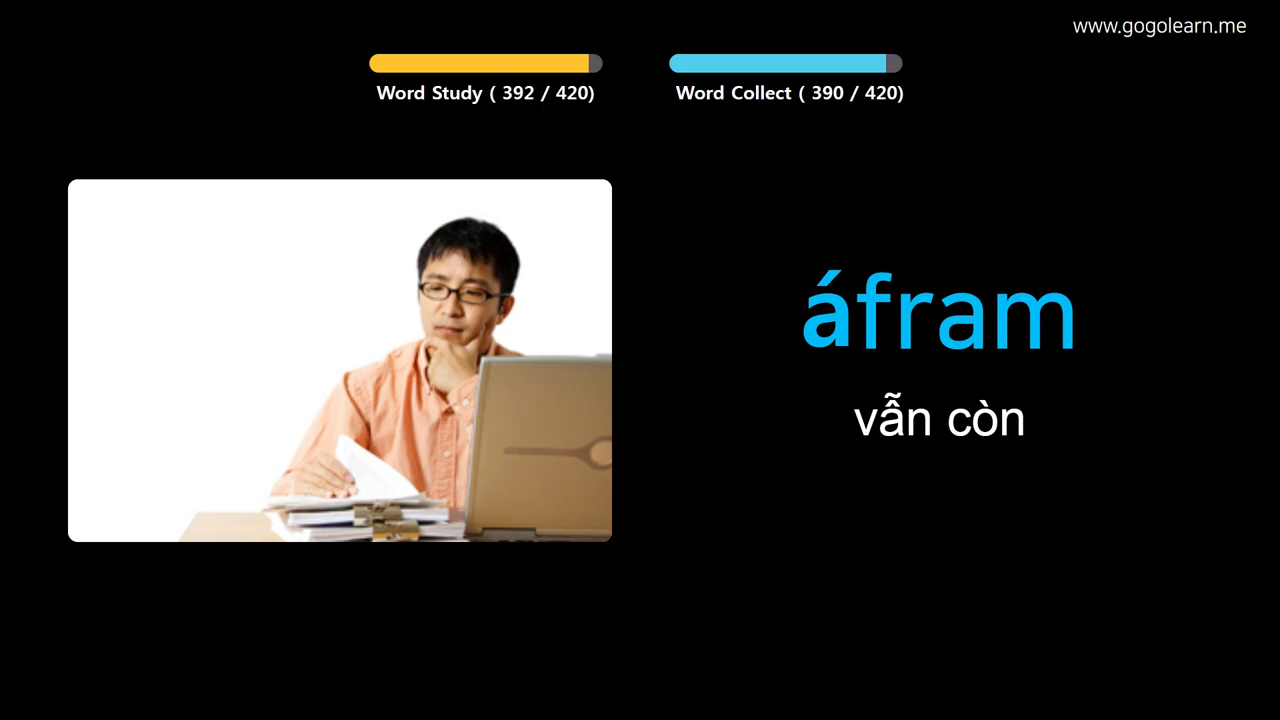 www.gogolearn.me
Word Study ( 392 / 420)
Word Collect ( 390 / 420)
áfram
vẫn còn